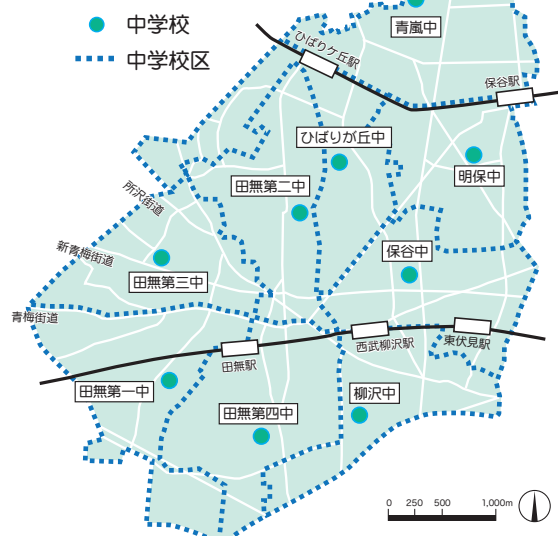 中学校
中学校区
青嵐中
ひばりケ丘駅
保谷駅
ひばりが丘中
明保中
田無第二中
所沢街道
保谷中
新青梅街道
田無第三中
青梅街道
西武柳沢駅
東伏見駅
田無駅
田無第一中
柳沢中
田無第四中
0 250 500 1,000m